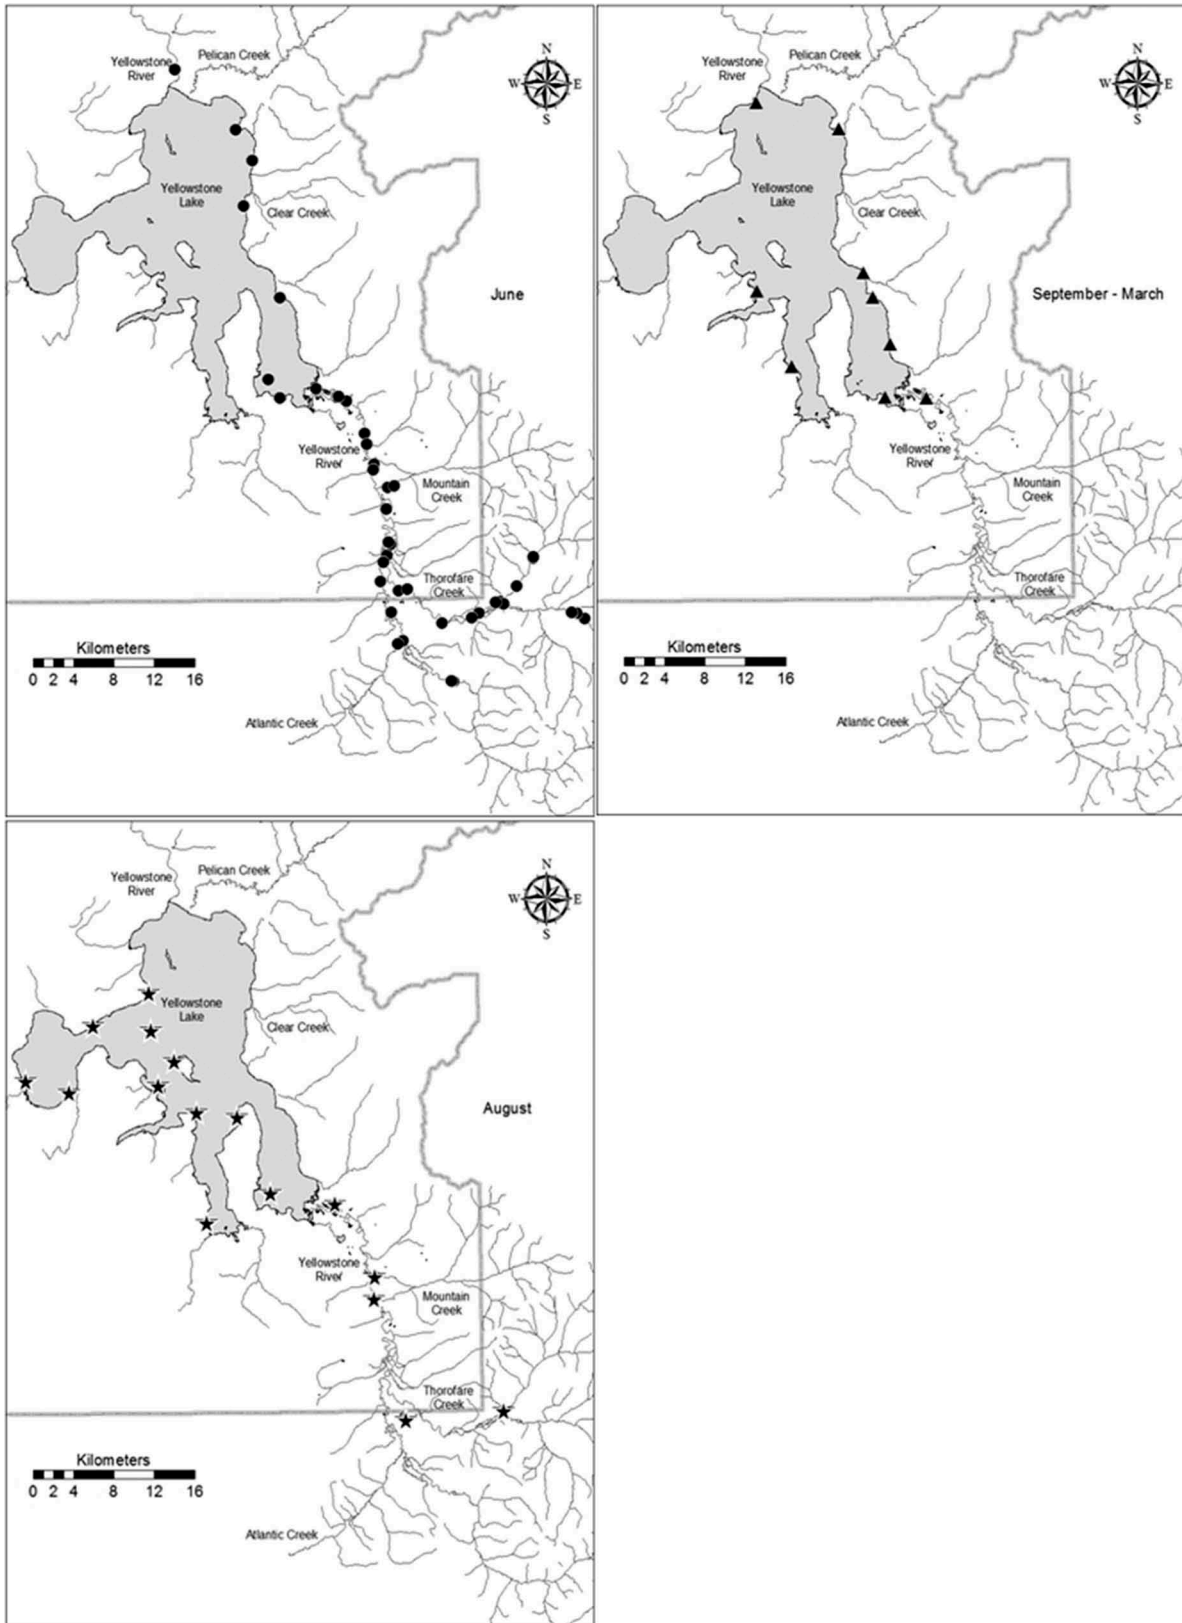 Yellowstone
River
Pelican Creek
N
W E
S
Yellowstone
Lake
Clear Creek
June
Yellowstone
River
Mountain
Creek
Thorofare
Creek
Kilometers
0 2 4 8 12 16
Atlantic Creek
Yellowstone
River
Pelican Creek
N
W E
S
Yellowstone
Lake
Clear Creek
September - March
Yellowstone
River
Mountain
Creek
Thorofare
Creek
Kilometers
0 2 4 8 12 16
Atlantic Creek
Yellowstone
River
Pelican Creek
N
W E
S
Yellowstone
Lake
Clear Creek
August
Yellowstone
River
Mountain
Creek
Thorofare
Creek
Kilometers
0 2 4 8 12 16
Atlantic Creek